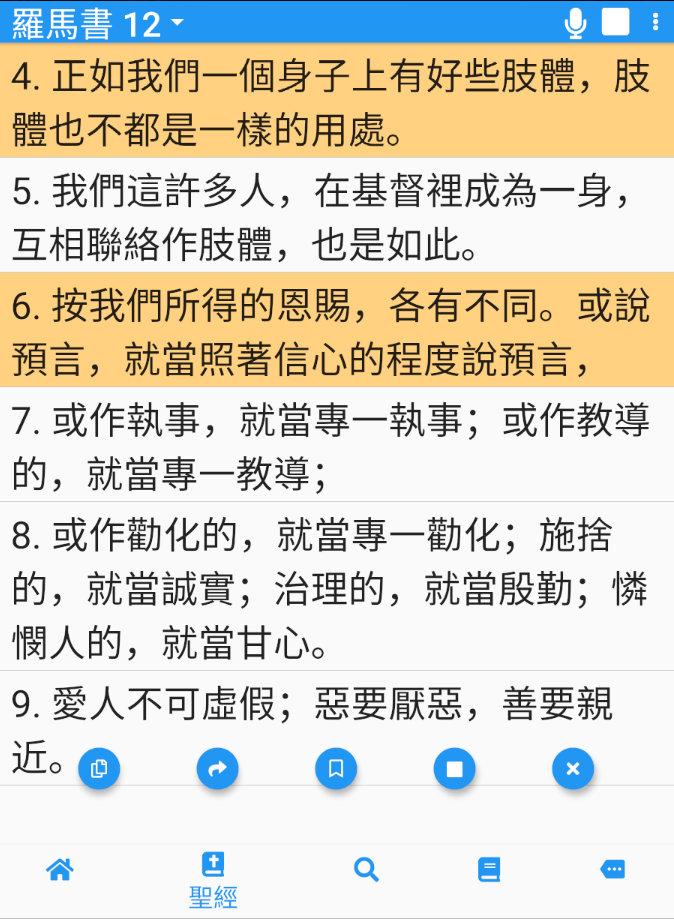 羅馬書 12
4. 正如我們一個身子上有好些肢體，肢
體也不都是一樣的用處。
5. 我們這許多人，在基督裡成為一身，
互相聯絡作肢體，也是如此。
6. 按我們所得的恩賜，各有不同。或說
預言，就當照著信心的程度說預言，
7. 或作執事，就當專一執事；或作教導
的，就當專一教導；
8. 或作勸化的，就當專一勸化；施捨
的，就當誠實；治理的，就當殷勤；憐
憫人的，就當甘心。
9. 愛人不可虛假；惡要厭惡，善要親
近。
聖經